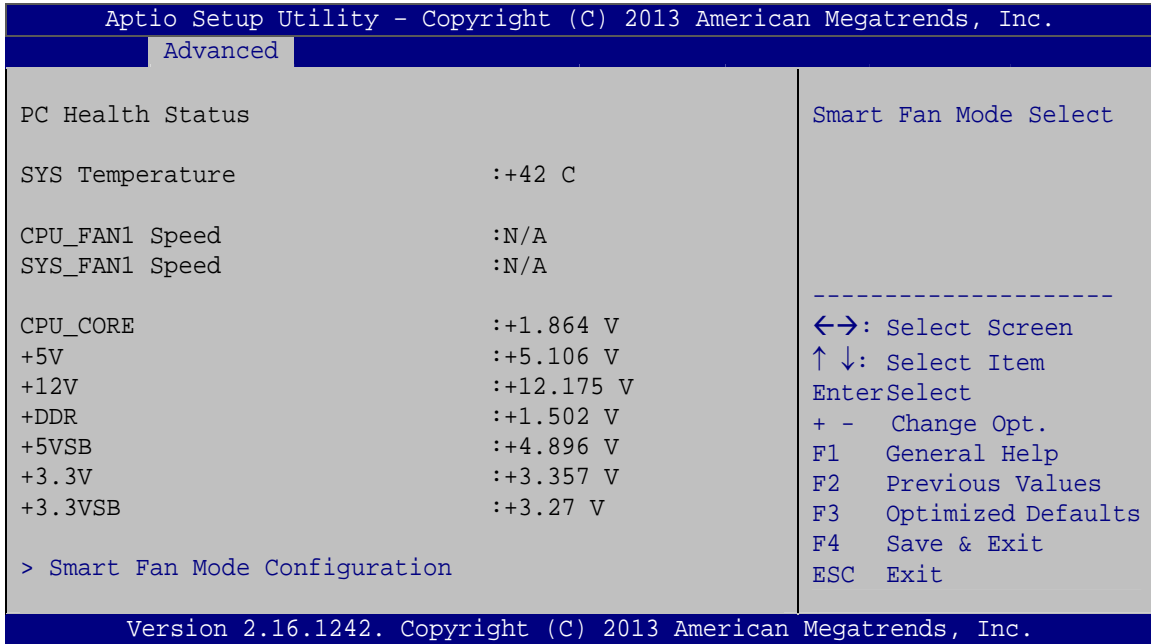 Aptio Setup Utility – Copyright (C) 2013 American Megatrends, Inc.
Advanced
PC Health Status
SYS Temperature :+42 C
CPU_FAN1 Speed :N/A
SYS_FAN1 Speed :N/A
CPU_CORE :+1.864 V
+5V :+5.106 V
+12V :+12.175 V
+DDR :+1.502 V
+5VSB :+4.896 V
+3.3V :+3.357 V
+3.3VSB :+3.27 V
> Smart Fan Mode Configuration
Smart Fan Mode Select
---------------------
←→: Select Screen
↑ ↓: Select Item
EnterSelect
+ - Change Opt.
F1 General Help
F2 Previous Values
F3 Optimized Defaults
F4 Save & Exit
ESC Exit
Version 2.16.1242. Copyright (C) 2013 American Megatrends, Inc.